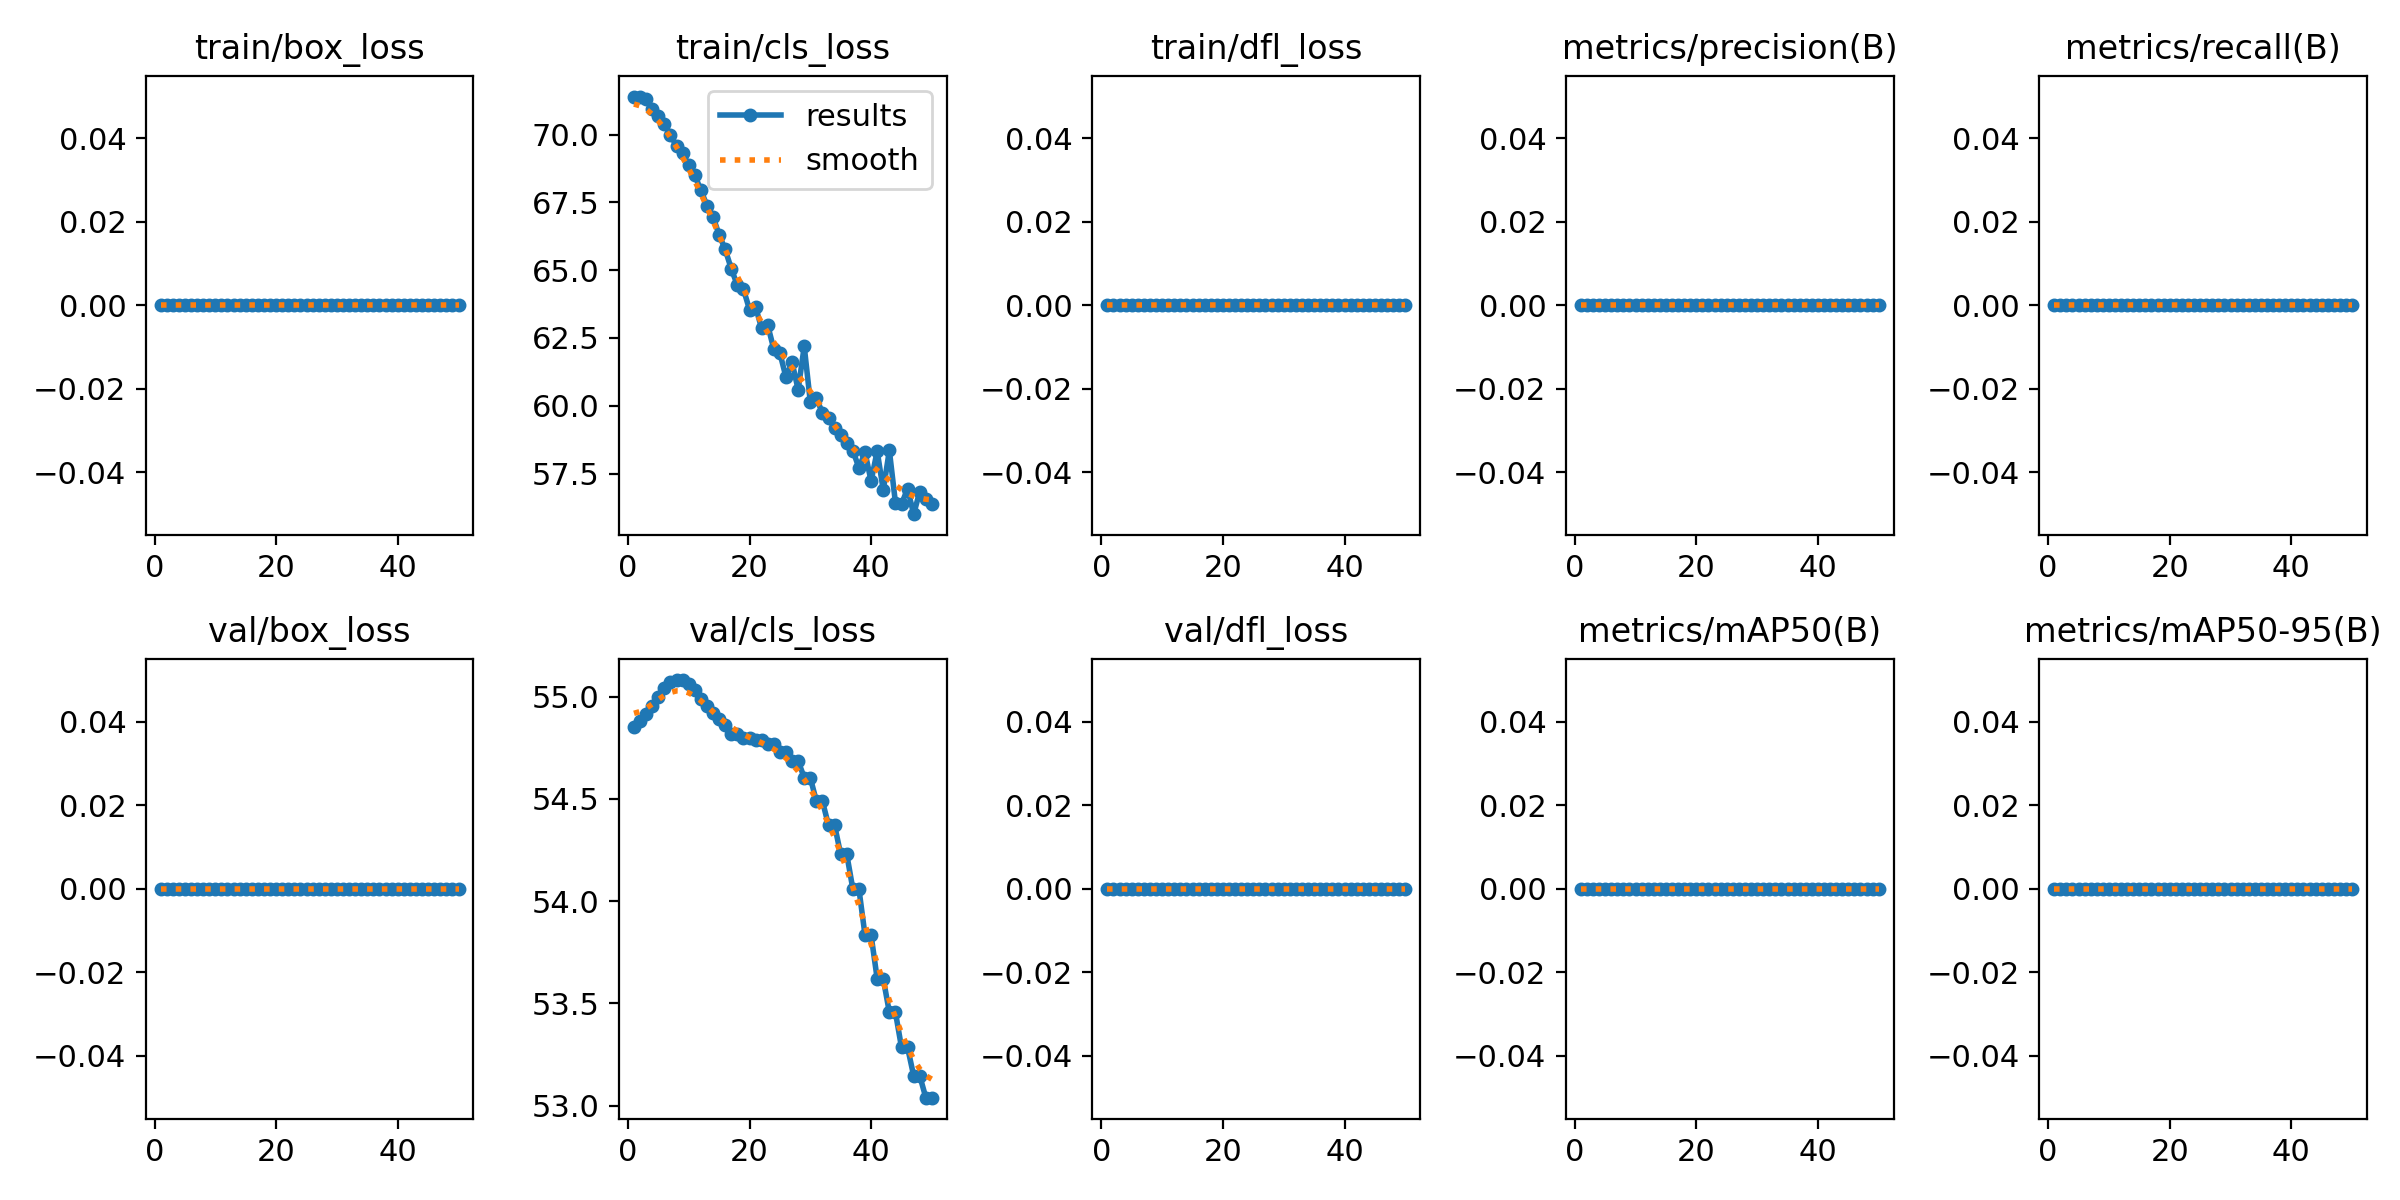 train/box_loss
train/cls_loss
train/dfl_loss
metrics/precision(B)
metrics/recall(B)
results
smooth
0.04
0.02
0.00
−0.02
−0.04
0 20 40
70.0
67.5
65.0
62.5
60.0
57.5
0 20 40
0.04
0.02
0.00
−0.02
−0.04
0 20 40
0.04
0.02
0.00
−0.02
−0.04
0 20 40
0.04
0.02
0.00
−0.02
−0.04
0 20 40
val/box_loss
val/cls_loss
val/dfl_loss
metrics/mAP50(B)
metrics/mAP50-95(B)
0.04
0.02
0.00
−0.02
−0.04
0 20 40
55.0
54.5
54.0
53.5
53.0
0 20 40
0.04
0.02
0.00
−0.02
−0.04
0 20 40
0.04
0.02
0.00
−0.02
−0.04
0 20 40
0.04
0.02
0.00
−0.02
−0.04
0 20 40